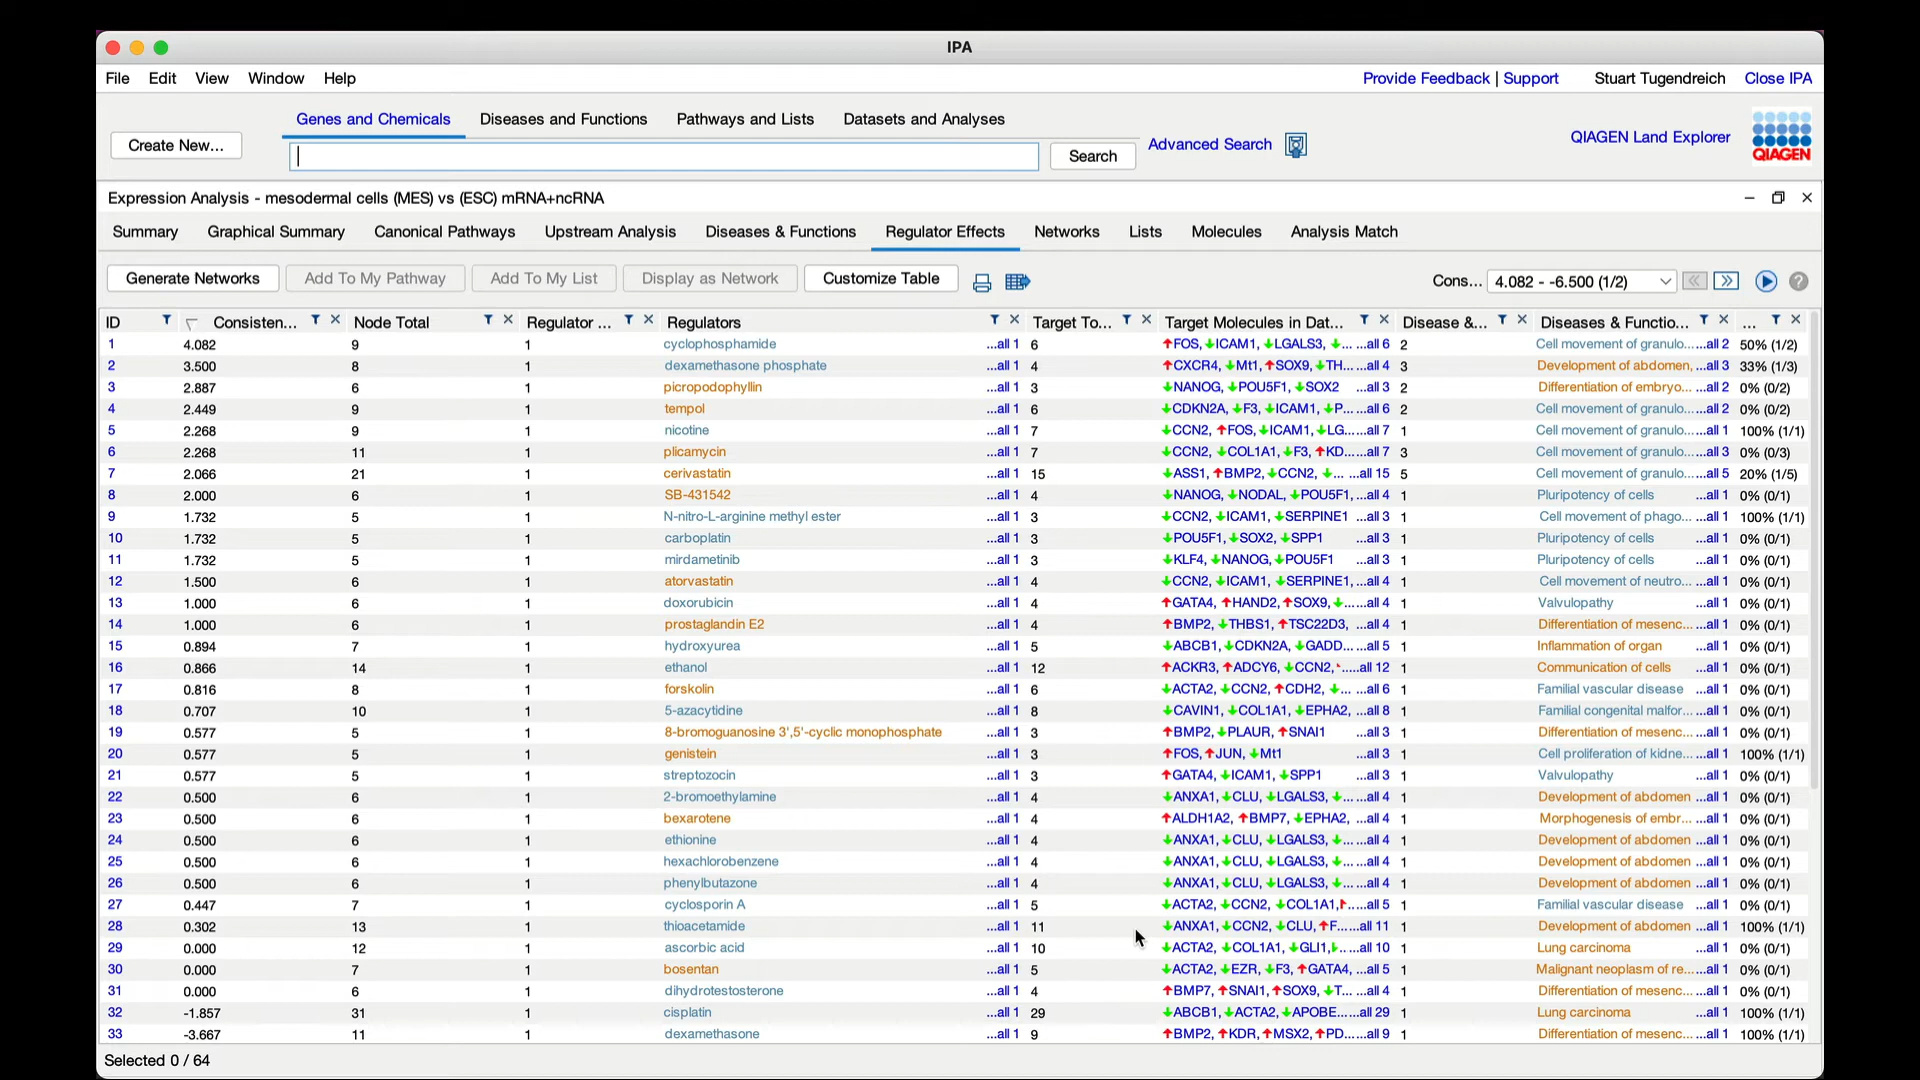 IPA
File Edit View Window Help Provide Feedback | Support Stuart Tugendreich Close IPA
Genes and Chemicals Diseases and Functions Pathways and Lists Datasets and Analyses
Create New... Search Advanced Search QIAGEN Land Explorer QIAGEN
Expression Analysis - mesodermal cells (MES) vs (ESC) mRNA+ncRNA
Summary Graphical Summary Canonical Pathways Upstream Analysis Diseases & Functions Regulator Effects Networks Lists Molecules Analysis Match
Generate Networks Add To My Pathway Add To My List Display as Network Customize Table Cons... 4.082 - -6.500 (1/2)
ID Consisten... Node Total Regulator ... Regulators Target To... Target Molecules in Dat... Disease &... Diseases & Functio... ...
1 4.082 9 1 cyclophosphamide ...all 1 6 ↑FOS, ↓ICAM1, ↓LGALS3, ↓... ...all 6 2 Cell movement of granulo... ...all 2 50% (1/2)
2 3.500 8 1 dexamethasone phosphate ...all 1 4 ↑CXCR4, ↓Mt1, ↑SOX9, ↓TH... ...all 4 3 Development of abdomen, ...all 3 33% (1/3)
3 2.887 6 1 picropodophyllin ...all 1 3 ↓NANOG, ↓POU5F1, ↓SOX2 ...all 3 2 Differentiation of embryo... ...all 2 0% (0/2)
4 2.449 9 1 tempol ...all 1 6 ↓CDKN2A, ↓F3, ↓ICAM1, ↓P... ...all 6 2 Cell movement of granulo... ...all 2 0% (0/2)
5 2.268 9 1 nicotine ...all 1 7 ↓CCN2, ↑FOS, ↓ICAM1, ↓LG... ...all 7 1 Cell movement of granulo... ...all 1 100% (1/1)
6 2.268 11 1 plicamycin ...all 1 7 ↓CCN2, ↓COL1A1, ↓F3, ↑KD... ...all 7 3 Cell movement of granulo... ...all 3 0% (0/3)
7 2.066 21 1 cerivastatin ...all 1 15 ↓ASS1, ↑BMP2, ↓CCN2, ↓... ...all 15 5 Cell movement of granulo... ...all 5 20% (1/5)
8 2.000 6 1 SB-431542 ...all 1 4 ↓NANOG, ↓NODAL, ↓POU5F1, ...all 4 1 Pluripotency of cells ...all 1 0% (0/1)
9 1.732 5 1 N-nitro-L-arginine methyl ester ...all 1 3 ↓CCN2, ↓ICAM1, ↓SERPINE1 ...all 3 1 Cell movement of phago... ...all 1 100% (1/1)
10 1.732 5 1 carboplatin ...all 1 3 ↓POU5F1, ↓SOX2, ↓SPP1 ...all 3 1 Pluripotency of cells ...all 1 0% (0/1)
11 1.732 5 1 mirdametinib ...all 1 3 ↓KLF4, ↓NANOG, ↓POU5F1 ...all 3 1 Pluripotency of cells ...all 1 0% (0/1)
12 1.500 6 1 atorvastatin ...all 1 4 ↓CCN2, ↓ICAM1, ↓SERPINE1, ...all 4 1 Cell movement of neutro... ...all 1 0% (0/1)
13 1.000 6 1 doxorubicin ...all 1 4 ↑GATA4, ↑HAND2, ↑SOX9, ↓... ...all 4 1 Valvulopathy ...all 1 0% (0/1)
14 1.000 6 1 prostaglandin E2 ...all 1 4 ↑BMP2, ↓THBS1, ↑TSC22D3, ...all 4 1 Differentiation of mesenc... ...all 1 0% (0/1)
15 0.894 7 1 hydroxyurea ...all 1 5 ↓ABCB1, ↓CDKN2A, ↓GADD... ...all 5 1 Inflammation of organ ...all 1 0% (0/1)
16 0.866 14 1 ethanol ...all 1 12 ↑ACKR3, ↑ADCY6, ↓CCN2, ... ...all 12 1 Communication of cells ...all 1 0% (0/1)
17 0.816 8 1 forskolin ...all 1 6 ↓ACTA2, ↓CCN2, ↑CDH2, ↓... ...all 6 1 Familial vascular disease ...all 1 0% (0/1)
18 0.707 10 1 5-azacytidine ...all 1 8 ↓CAVIN1, ↓COL1A1, ↓EPHA2, ...all 8 1 Familial congenital malfor... ...all 1 0% (0/1)
19 0.577 5 1 8-bromoguanosine 3',5'-cyclic monophosphate ...all 1 3 ↑BMP2, ↓PLAUR, ↑SNAI1 ...all 3 1 Differentiation of mesenc... ...all 1 0% (0/1)
20 0.577 5 1 genistein ...all 1 3 ↑FOS, ↑JUN, ↓Mt1 ...all 3 1 Cell proliferation of kidne... ...all 1 100% (1/1)
21 0.577 5 1 streptozocin ...all 1 3 ↑GATA4, ↓ICAM1, ↓SPP1 ...all 3 1 Valvulopathy ...all 1 0% (0/1)
22 0.500 6 1 2-bromoethylamine ...all 1 4 ↓ANXA1, ↓CLU, ↓LGALS3, ↓... ...all 4 1 Development of abdomen ...all 1 0% (0/1)
23 0.500 6 1 bexarotene ...all 1 4 ↑ALDH1A2, ↑BMP7, ↓EPHA2, ...all 4 1 Morphogenesis of embr... ...all 1 0% (0/1)
24 0.500 6 1 ethionine ...all 1 4 ↓ANXA1, ↓CLU, ↓LGALS3, ↓... ...all 4 1 Development of abdomen ...all 1 0% (0/1)
25 0.500 6 1 hexachlorobenzene ...all 1 4 ↓ANXA1, ↓CLU, ↓LGALS3, ↓... ...all 4 1 Development of abdomen ...all 1 0% (0/1)
26 0.500 6 1 phenylbutazone ...all 1 4 ↓ANXA1, ↓CLU, ↓LGALS3, ↓... ...all 4 1 Development of abdomen ...all 1 0% (0/1)
27 0.447 7 1 cyclosporin A ...all 1 5 ↓ACTA2, ↓CCN2, ↓COL1A1, ... ...all 5 1 Familial vascular disease ...all 1 0% (0/1)
28 0.302 13 1 thioacetamide ...all 1 11 ↓ANXA1, ↓CCN2, ↓CLU, ↑F... ...all 11 1 Development of abdomen ...all 1 100% (1/1)
29 0.000 12 1 ascorbic acid ...all 1 10 ↓ACTA2, ↓COL1A1, ↓GLI1, ... ...all 10 1 Lung carcinoma ...all 1 0% (0/1)
30 0.000 7 1 bosentan ...all 1 5 ↓ACTA2, ↓EZR, ↓F3, ↑GATA4, ...all 5 1 Malignant neoplasm of re... ...all 1 0% (0/1)
31 0.000 6 1 dihydrotestosterone ...all 1 4 ↑BMP7, ↑SNAI1, ↑SOX9, ↓T... ...all 4 1 Differentiation of mesenc... ...all 1 0% (0/1)
32 -1.857 31 1 cisplatin ...all 1 29 ↓ABCB1, ↓ACTA2, ↓APOBE... ...all 29 1 Lung carcinoma ...all 1 100% (1/1)
33 -3.667 11 1 dexamethasone ...all 1 9 ↑BMP2, ↑KDR, ↑MSX2, ↑PD... ...all 9 1 Differentiation of mesenc... ...all 1 100% (1/1)
Selected 0 / 64